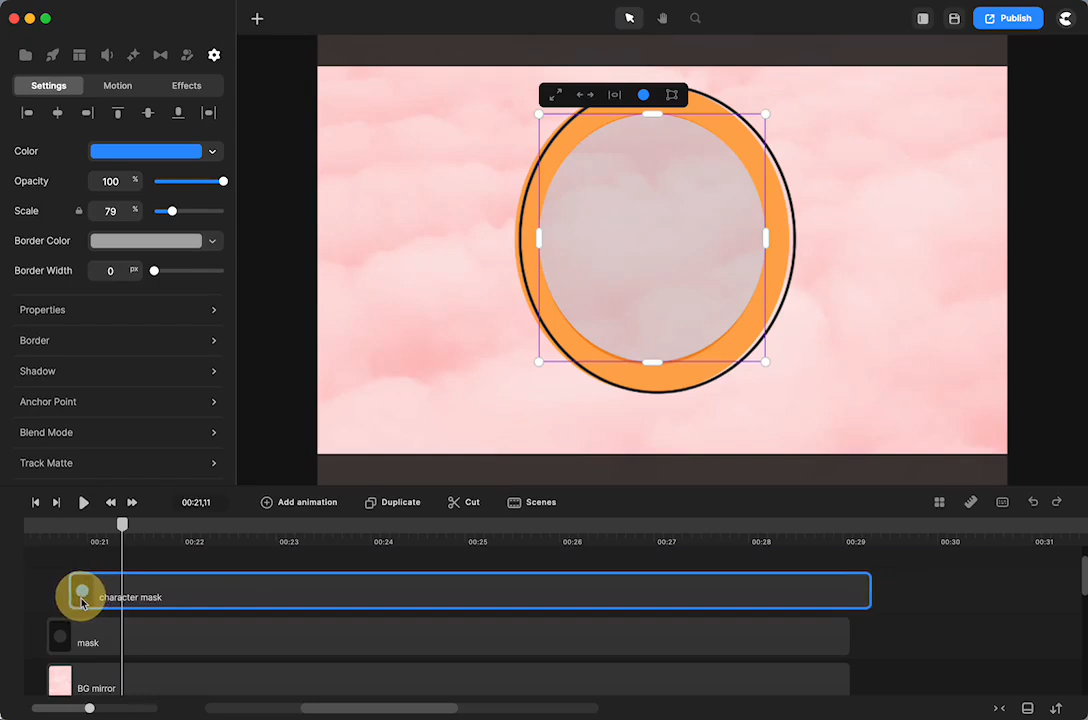 Publish
Settings Motion Effects
Color
Opacity 100 %
Scale 79 %
Border Color
Border Width 0 px
Properties
Border
Shadow
Anchor Point
Blend Mode
Track Matte
00:21,11 Add animation Duplicate Cut Scenes
00:21 00:22 00:23 00:24 00:25 00:26 00:27 00:28 00:29 00:30 00:31
character mask
mask
BG mirror